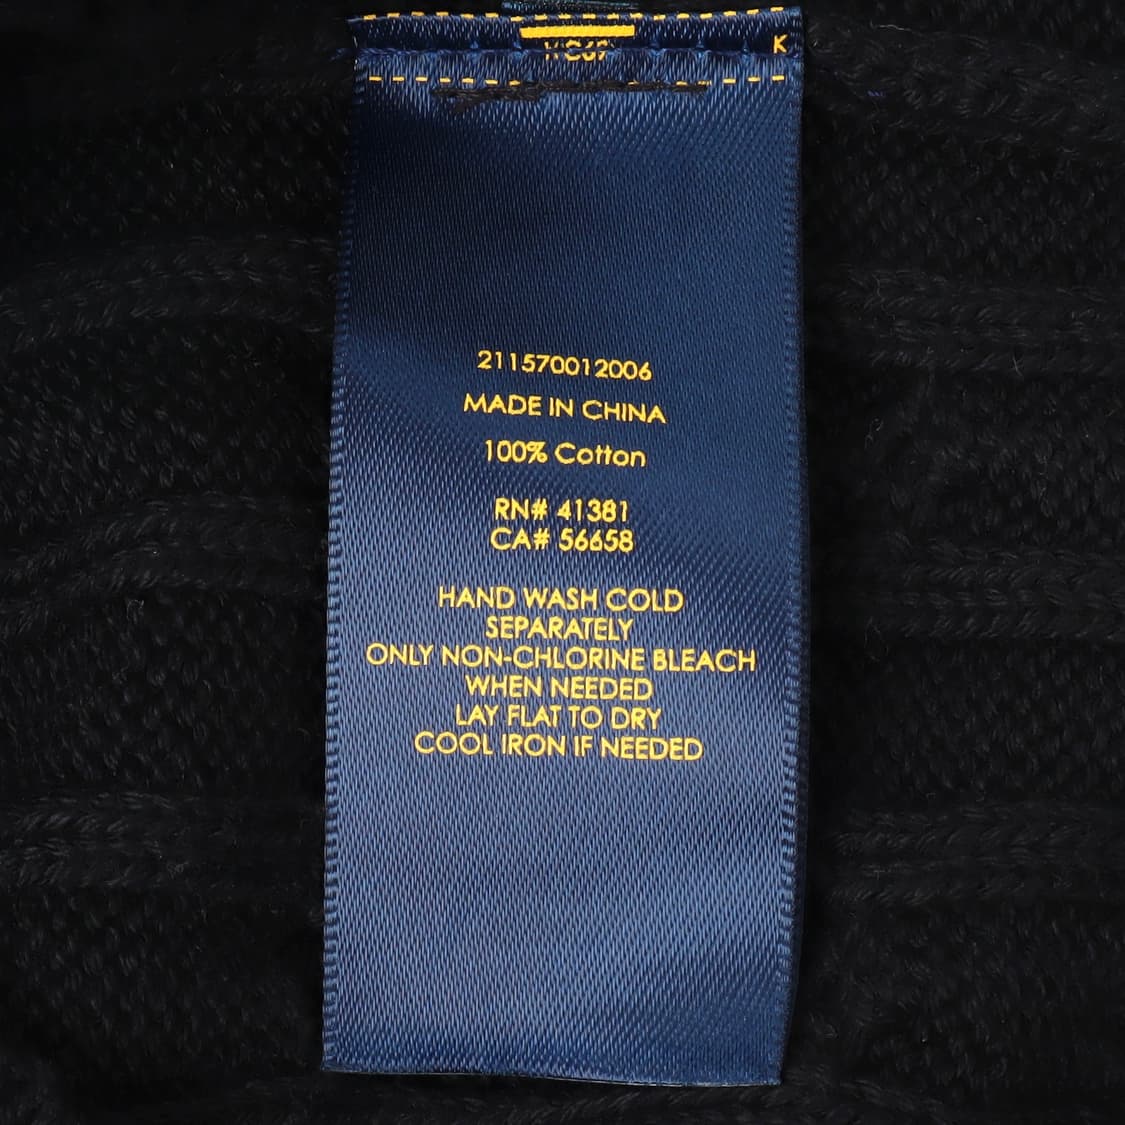 K
211570012006
MADE IN CHINA
100% Cotton
RN# 41381
CA# 56658
HAND WASH COLD
SEPARATELY
ONLY NON-CHLORINE BLEACH
WHEN NEEDED
LAY FLAT TO DRY
COOL IRON IF NEEDED